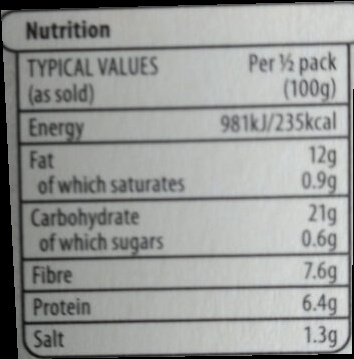 Nutrition
TYPICAL VALUES Per ½ pack
(as sold) (100g)
Energy 981kJ/235kcal
Fat 12g
of which saturates 0.9g
Carbohydrate 21g
of which sugars 0.6g
Fibre 7.6g
Protein 6.4g
Salt 1.3g